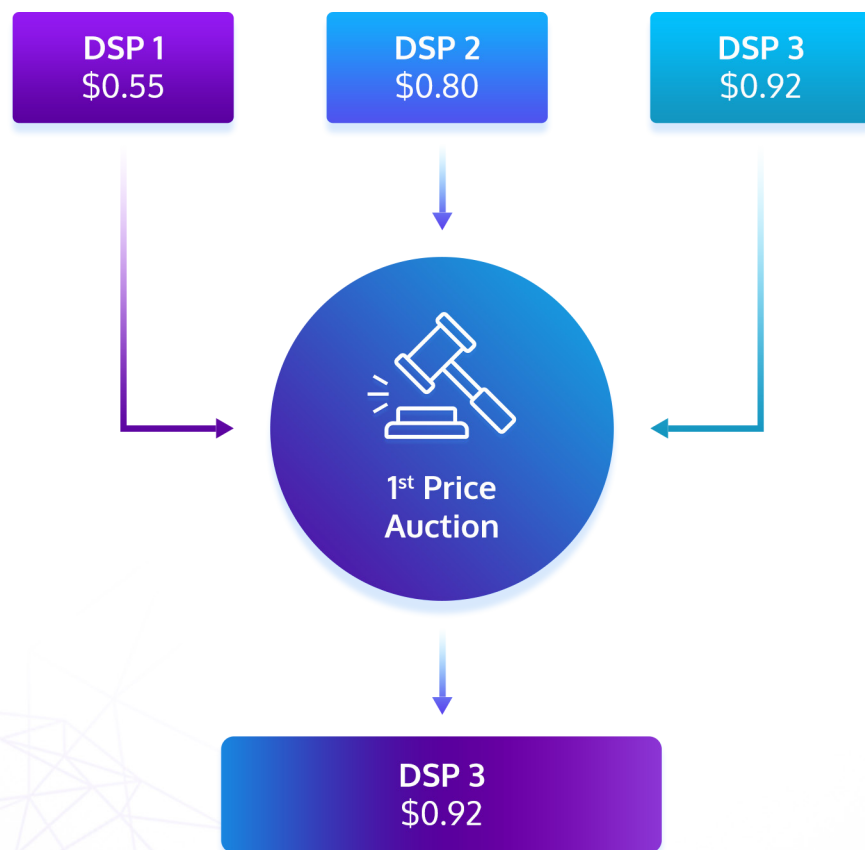 DSP 1
$0.55
DSP 2
$0.80
DSP 3
$0.92
1st Price
Auction
DSP 3
$0.92